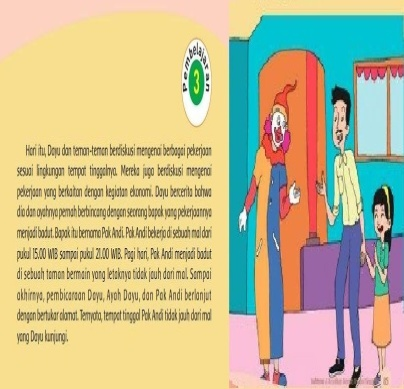 Pembelajaran
3
Hari itu, Dayu dan teman-teman berdiskusi mengenai berbagai pekerjaan
sesuai lingkungan tempat tinggalnya. Mereka juga berdiskusi mengenai
pekerjaan yang berkaitan dengan kegiatan ekonomi. Dayu bercerita bahwa
dia dan ayahnya pernah berbincang dengan seorang bapak yang pekerjaannya
menjadi badut. Bapak itu bernama Pak Andi. Pak Andi bekerja di sebuah mal dari
pukul 15.00 WIB sampai pukul 21.00 WIB. Pagi hari, Pak Andi menjadi badut
di sebuah taman bermain yang letaknya tidak jauh dari mal. Sampai
akhirnya, pembicaraan Dayu, Ayah Dayu, dan Pak Andi berlanjut
dengan bertukar alamat. Ternyata, tempat tinggal Pak Andi tidak jauh dari mal
yang Dayu kunjungi.